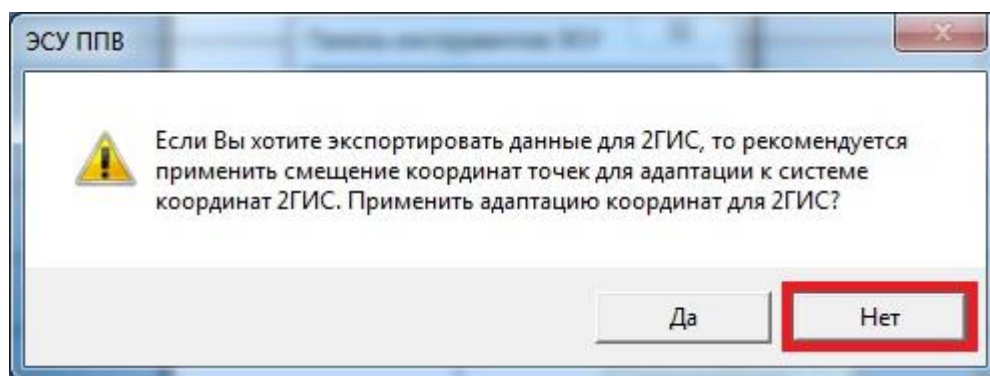 ЭСУ ППВ
Если Вы хотите экспортировать данные для 2ГИС, то рекомендуется
применить смещение координат точек для адаптации к системе
координат 2ГИС. Применить адаптацию координат для 2ГИС?
Да
Нет